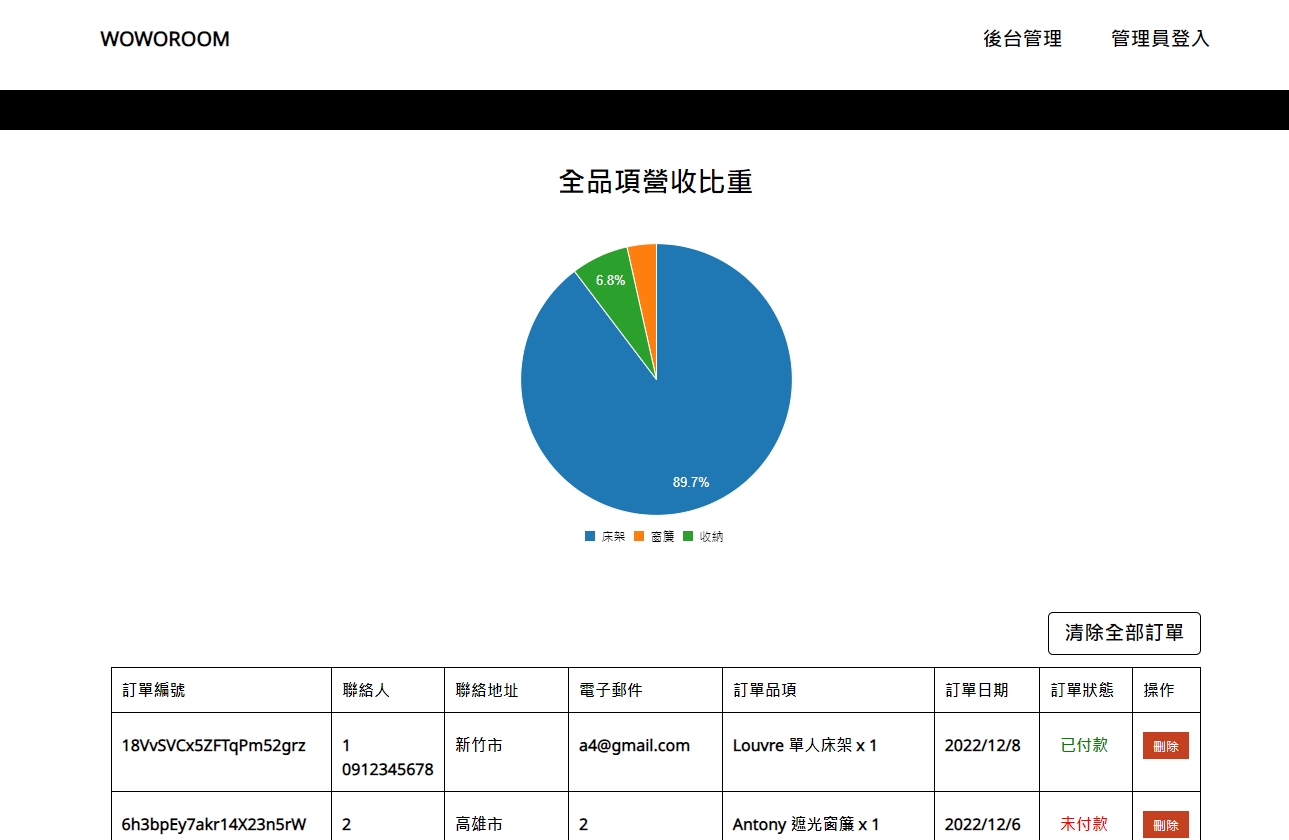 WOWOROOM 後台管理 管理員登入
全品項營收比重
6.8%
89.7%
床架 窗簾 收納
清除全部訂單
訂單編號 聯絡人 聯絡地址 電子郵件 訂單品項 訂單日期 訂單狀態 操作
18VvSVCx5ZFTqPm52grz 1 新竹市 a4@gmail.com Louvre 單人床架 x 1 2022/12/8 已付款 刪除
0912345678
6h3bpEy7akr14X23n5rW 2 高雄市 2 Antony 遮光窗簾 x 1 2022/12/6 未付款 刪除